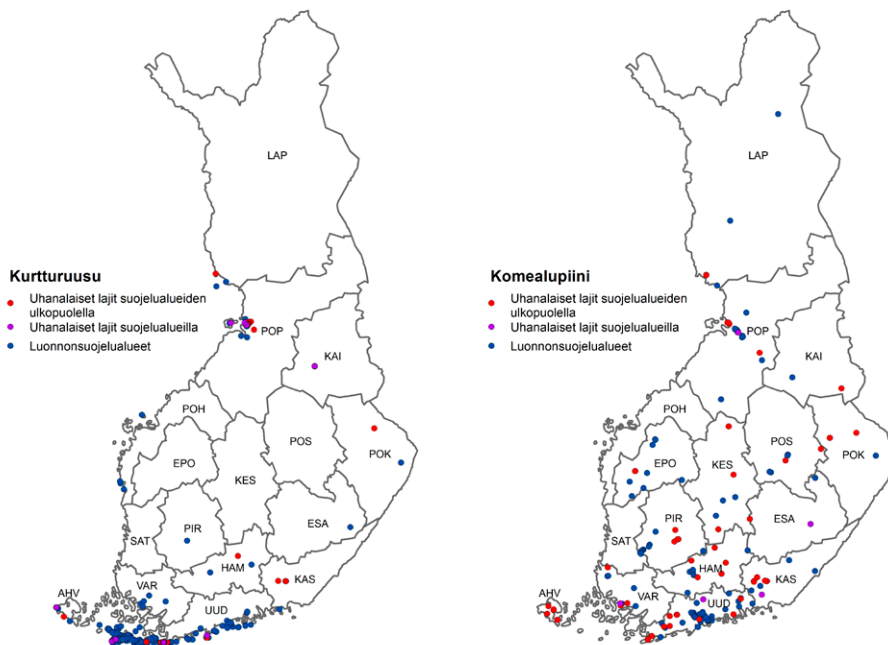 LAP
Kurtturuusu
Uhanalaiset lajit suojelualueiden
ulkopuolella
Uhanalaiset lajit suojelualueilla
Luonnonsuojelualueet
POP
KAI
POH
EPO
POS
POK
KES
PIR
ESA
SAT
HAM
KAS
VAR
AHV
UUD
LAP
Komealupiini
Uhanalaiset lajit suojelualueiden
ulkopuolella
Uhanalaiset lajit suojelualueilla
Luonnonsuojelualueet
POP
KAI
POH
EPO
POS
POK
KES
PIR
ESA
SAT
HAM
KAS
VAR
AHV
UUD